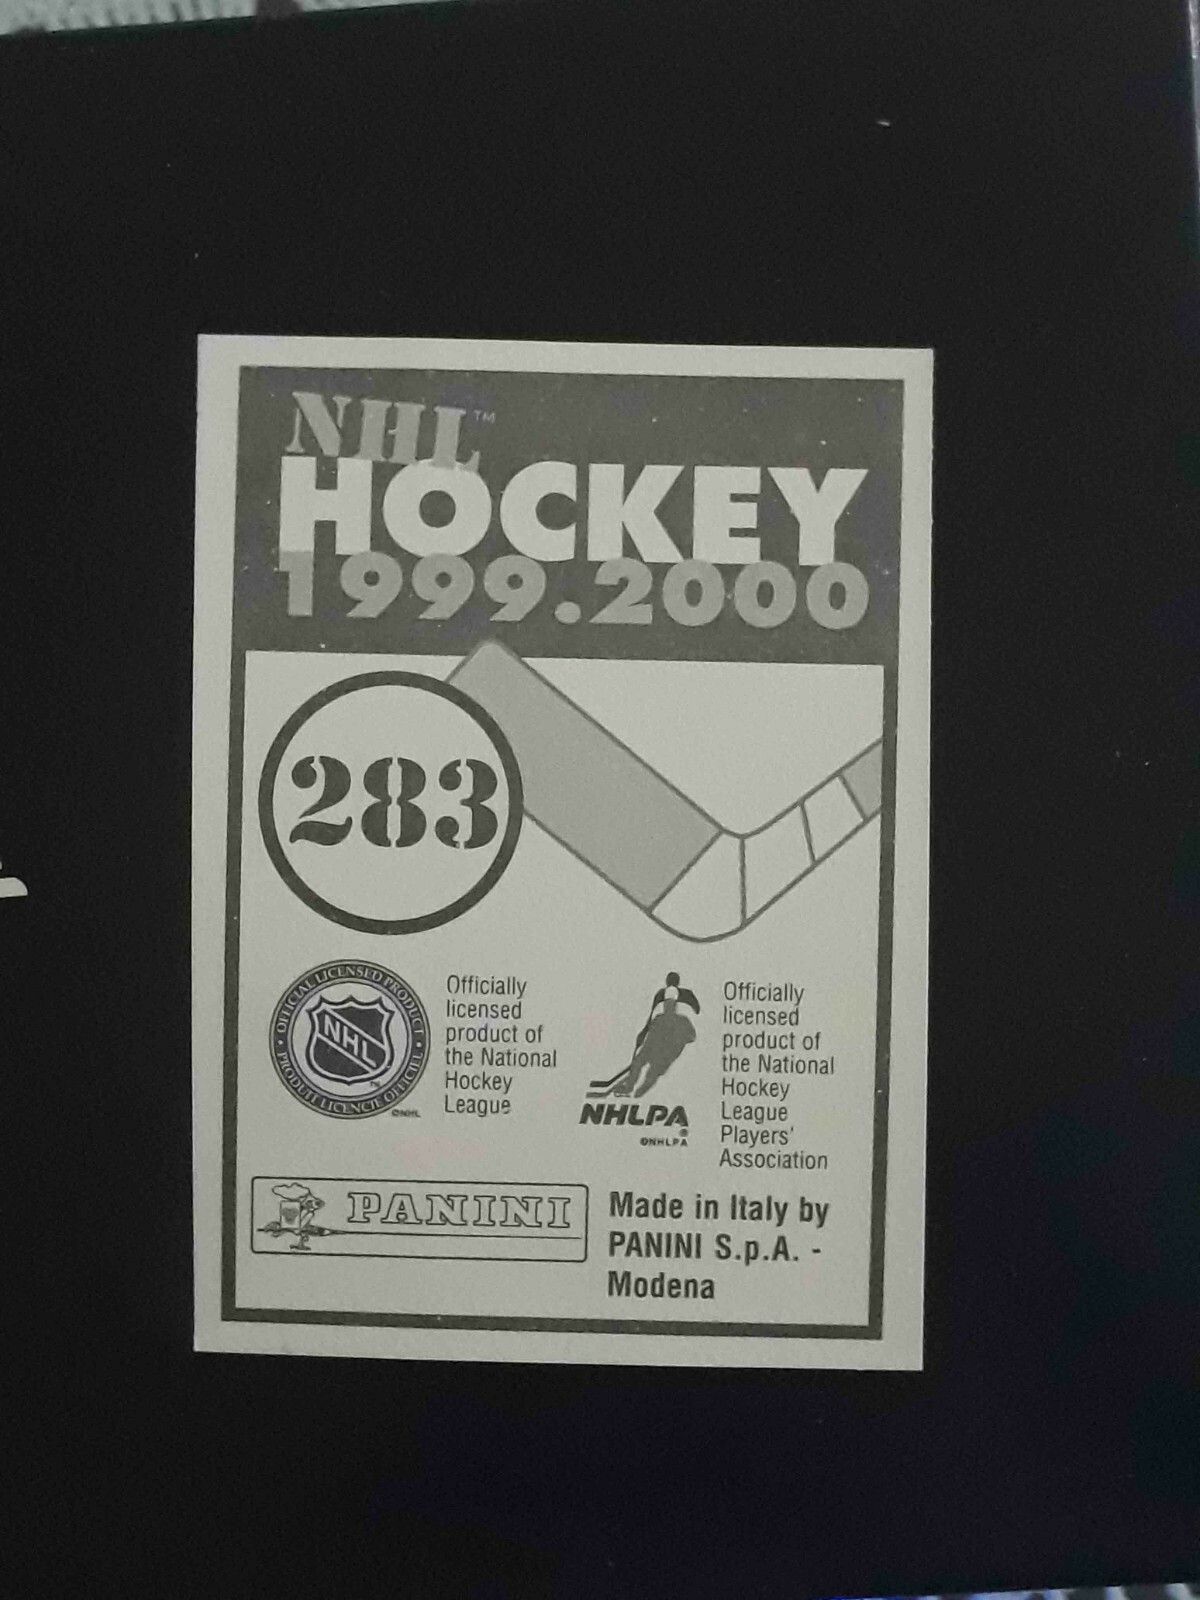 NHL™
HOCKEY
1999.2000
283
OFFICIAL LICENSED PRODUCT
NHL
™
• PRODUIT LICENCIÉ OFFICIEL •
©NHL
Officially
licensed
product of
the National
Hockey
League
NHLPA
®
©NHLPA
Officially
licensed
product of
the National
Hockey
League
Players'
Association
PANINI
Made in Italy by
PANINI S.p.A. -
Modena